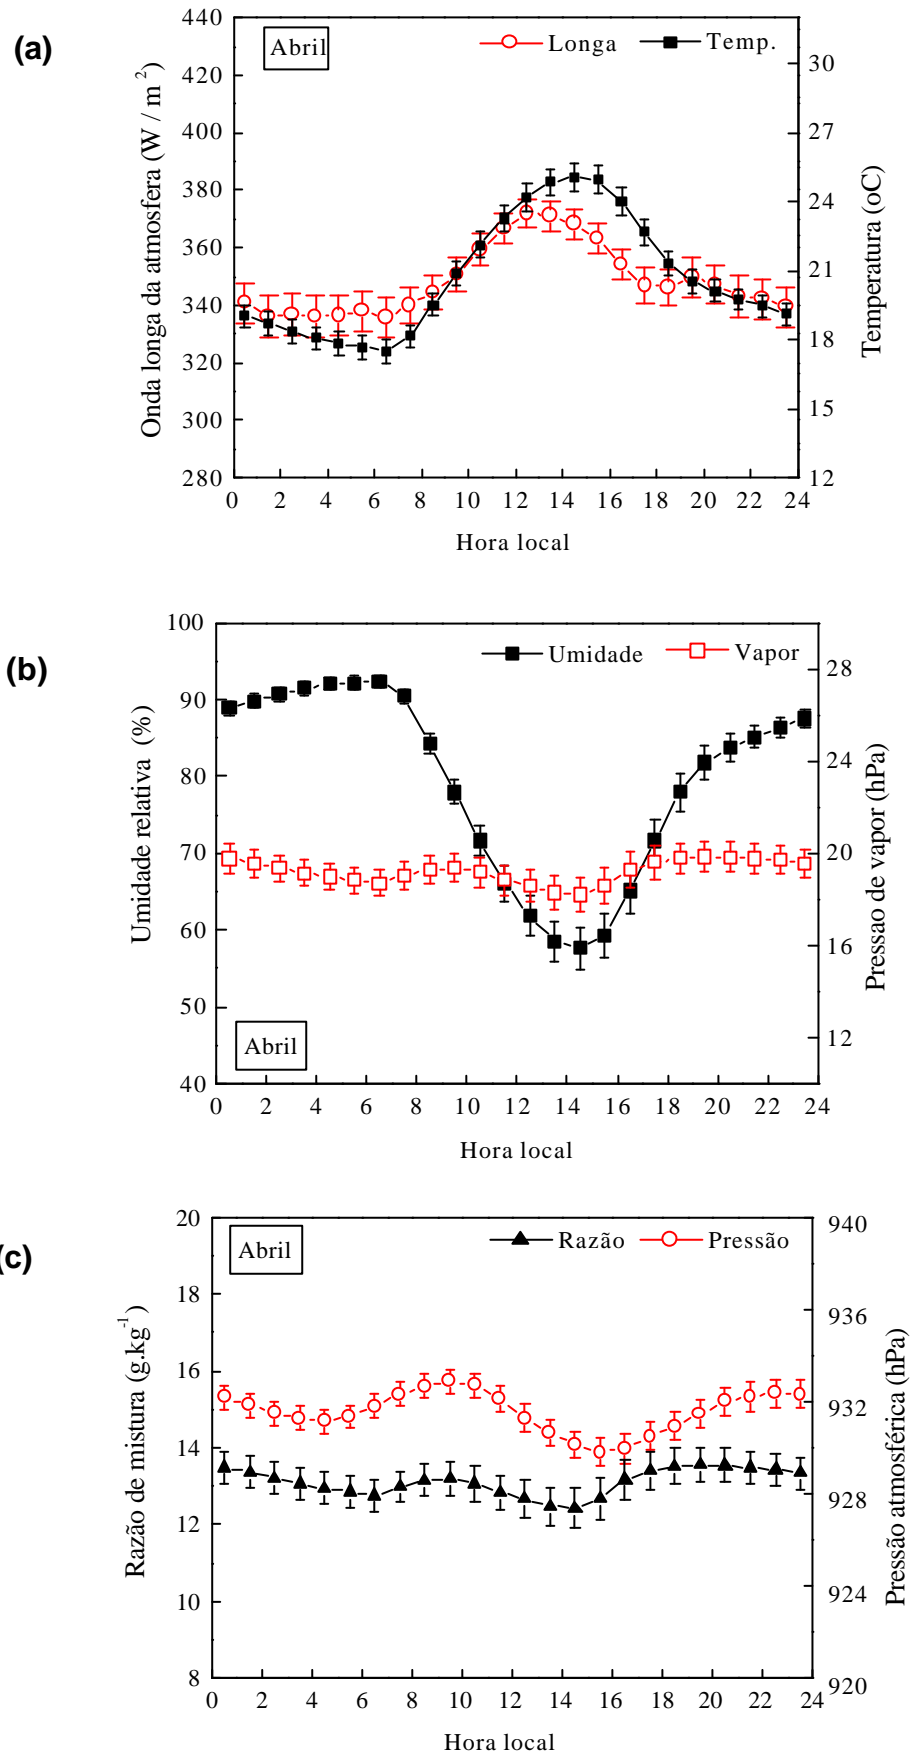 (a)
Abril
Longa
Temp.
440
420
400
380
360
340
320
300
280
Onda longa da atmosfera (W / m 2)
30
27
24
21
18
15
12
Temperatura (oC)
0 2 4 6 8 10 12 14 16 18 20 22 24
Hora local
(b)
Umidade
Vapor
100
90
80
70
60
50
40
Umidade relativa (%)
28
24
20
16
12
Pressao de vapor (hPa)
Abril
0 2 4 6 8 10 12 14 16 18 20 22 24
Hora local
(c)
Abril
Razão
Pressão
20
18
16
14
12
10
8
Razão de mistura (g.kg-1)
940
936
932
928
924
920
Pressão atmosférica (hPa)
0 2 4 6 8 10 12 14 16 18 20 22 24
Hora local